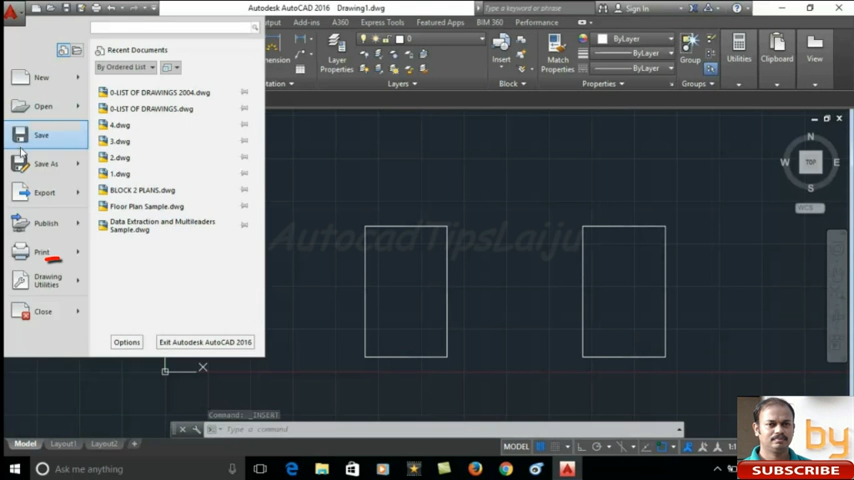 Autodesk AutoCAD 2016 Drawing1.dwg
Type a keyword or phrase
Sign In
Add-ins A360 Express Tools Featured Apps BIM 360 Performance
Recent Documents
By Ordered List
0-LIST OF DRAWINGS 2004.dwg
0-LIST OF DRAWINGS.dwg
4.dwg
3.dwg
2.dwg
1.dwg
BLOCK 2 PLANS.dwg
Floor Plan Sample.dwg
Data Extraction and Multileaders
Sample.dwg
New
Open
Save
Save As
Export
Publish
Print
Drawing
Utilities
Close
Options
Exit Autodesk AutoCAD 2016
Layer
Properties
0
Layers
Insert
Block
Match
Properties
ByLayer
ByLayer
ByLayer
Properties
Group
Groups
Utilities
Clipboard
View
N
W TOP E
S
WCS
AutocadTipsLaiju
X
Command: _INSERT
Type a command
Model Layout1 Layout2 +
MODEL
1:1
Ask me anything
by
SUBSCRIBE